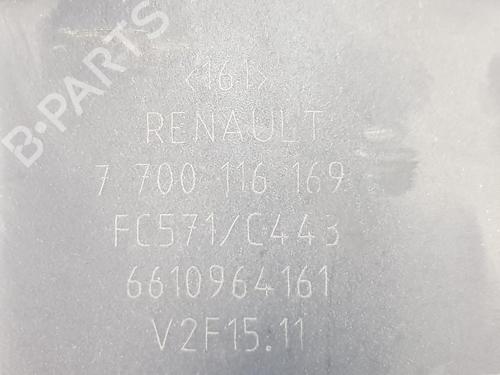 B-PARTS
<161>
RENAULT
7 700 116 169
FC571/C443
6610964161
V2F15.11